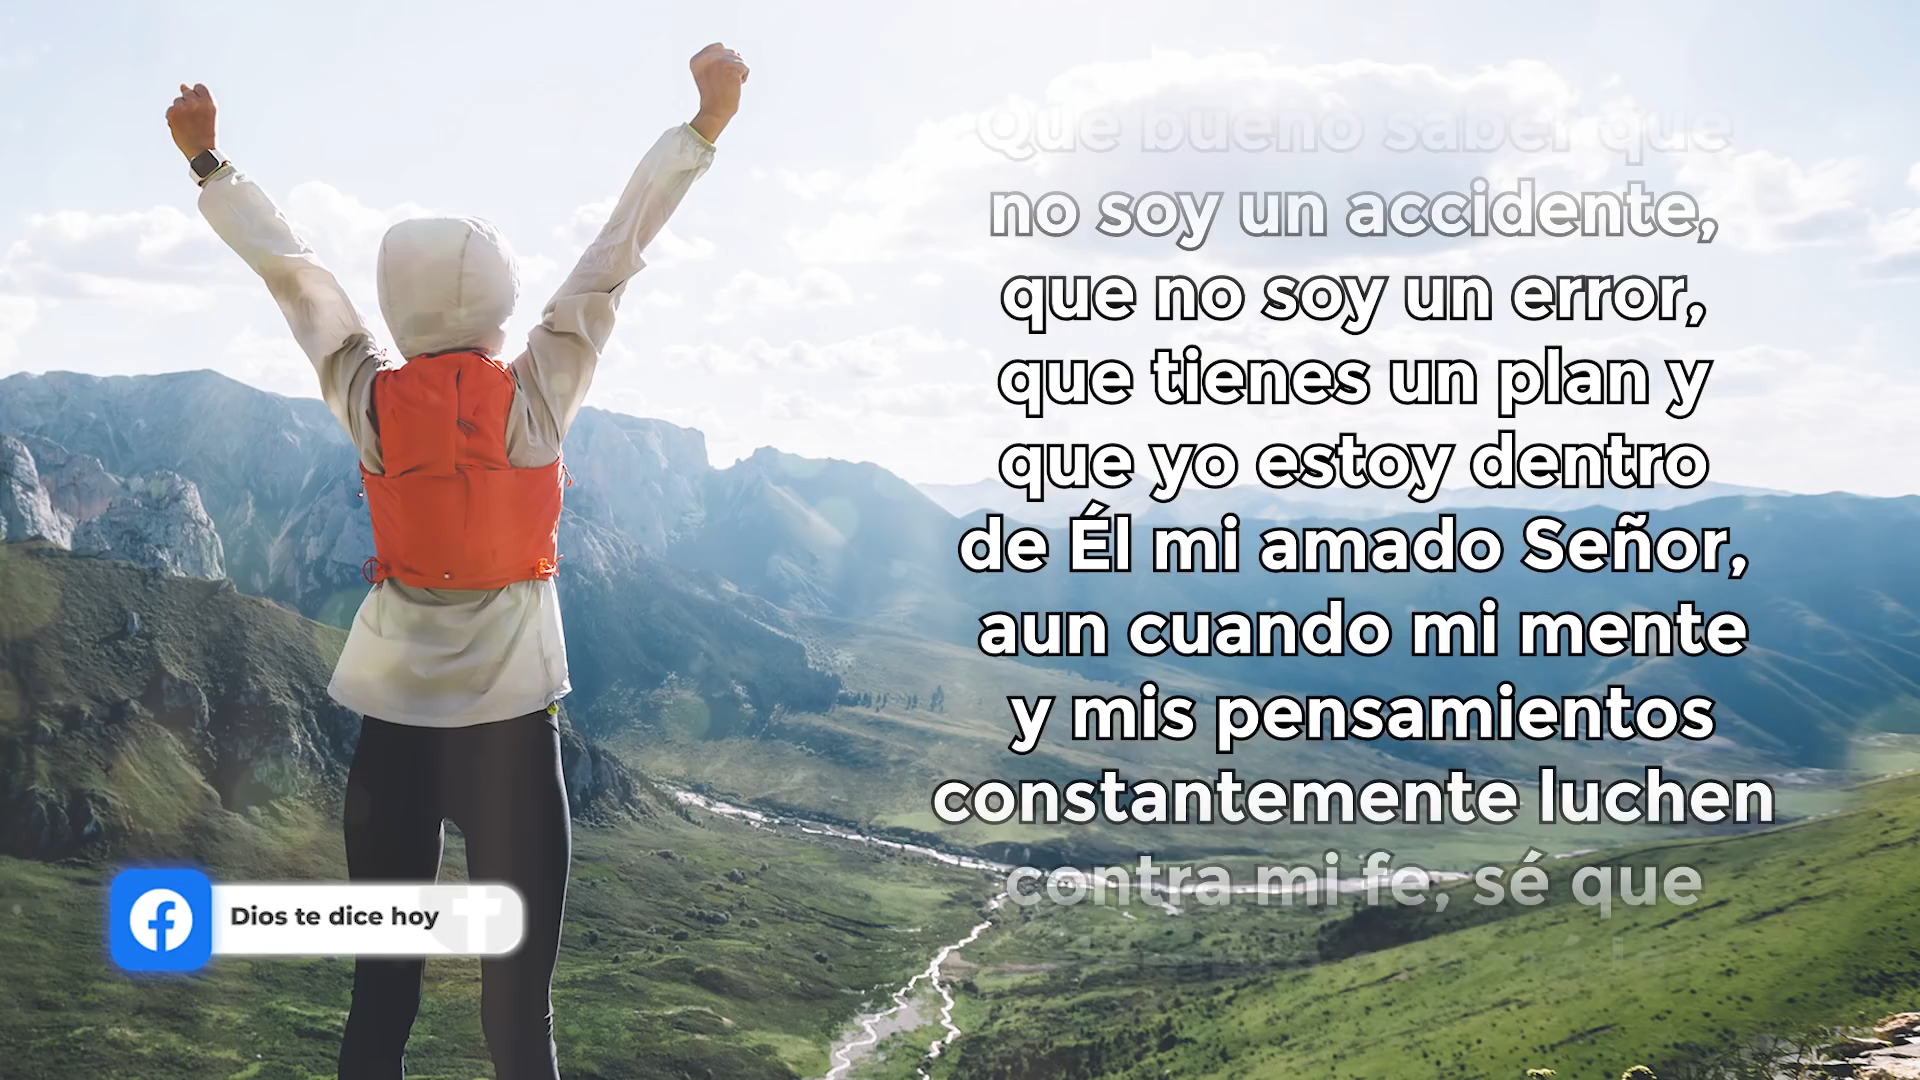 Que bueno saber que
no soy un accidente,
que no soy un error,
que tienes un plan y
que yo estoy dentro
de Él mi amado Señor,
aun cuando mi mente
y mis pensamientos
constantemente luchen
contra mi fe, sé que
Dios te dice hoy